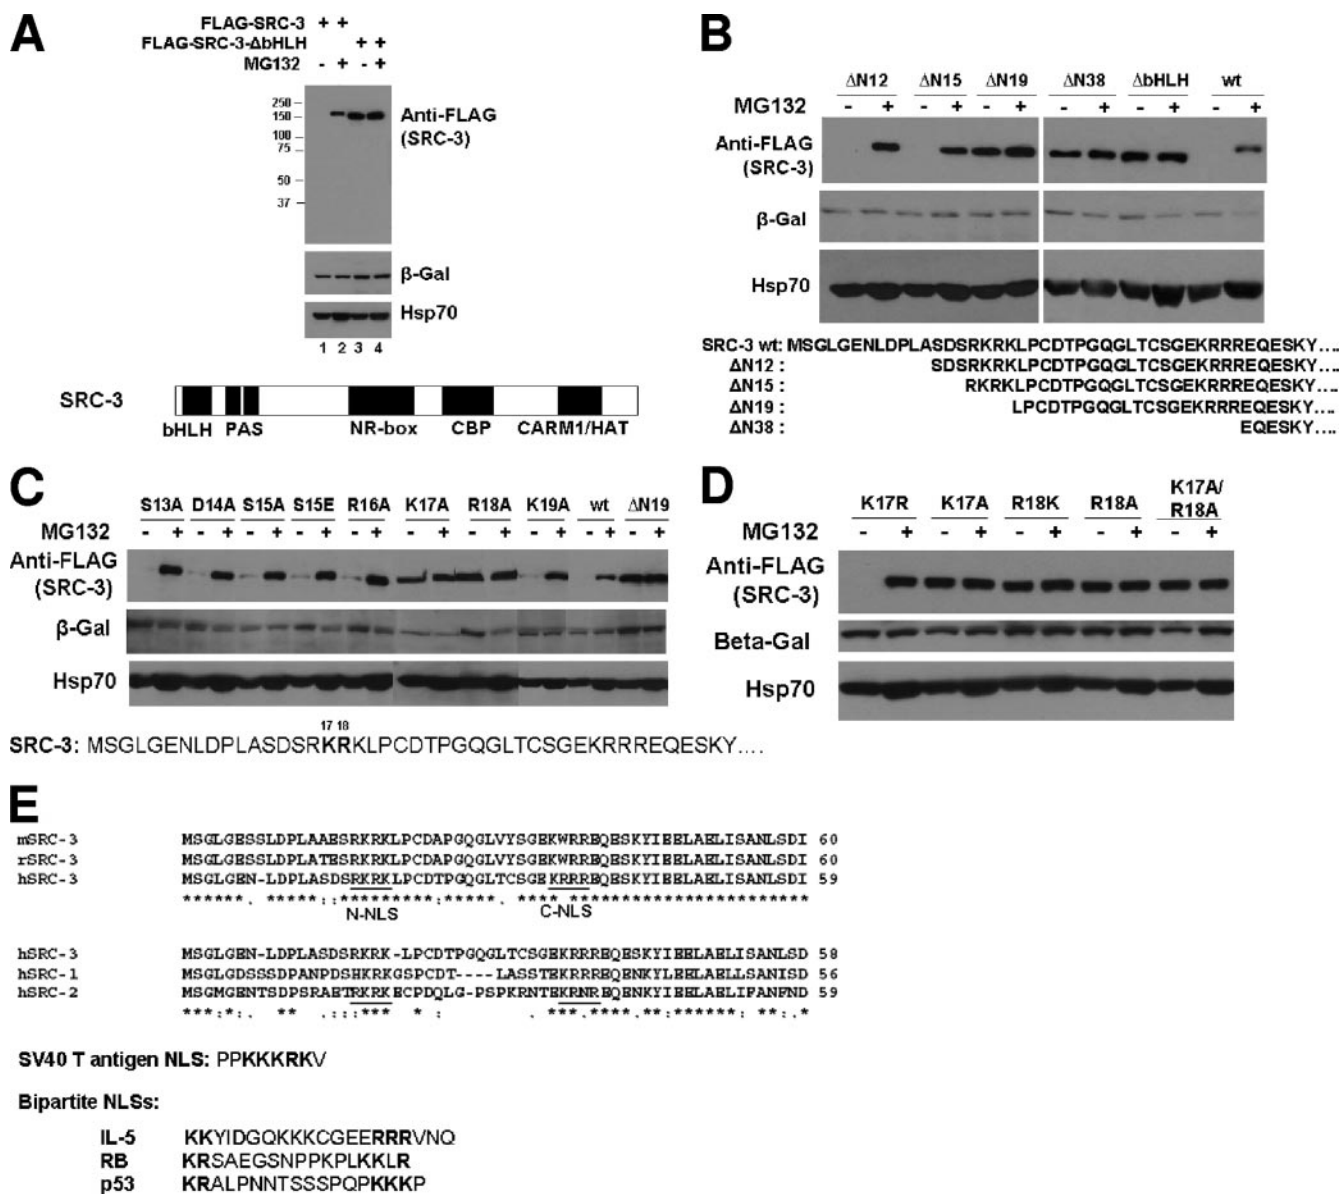 A
FLAG-SRC-3 + +
FLAG-SRC-3-ΔbHLH + +
MG132 - + - +
250
150
100
75
50
37
Anti-FLAG
(SRC-3)
β-Gal
Hsp70
1 2 3 4
SRC-3
bHLH PAS NR-box CBP CARM1/HAT
B
ΔN12 ΔN15 ΔN19 ΔN38 ΔbHLH wt
MG132 - + - + - + - + - + - +
Anti-FLAG
(SRC-3)
β-Gal
Hsp70
SRC-3 wt: MSGLGENLDPLASDSRKRKLPCDTPGQGLTCSGEKRRREQESKY....
ΔN12 : SDSRKRKLPCDTPGQGLTCSGEKRRREQESKY....
ΔN15 : RKRKLPCDTPGQGLTCSGEKRRREQESKY....
ΔN19 : LPCDTPGQGLTCSGEKRRREQESKY....
ΔN38 : EQESKY....
C
S13A D14A S15A S15E R16A K17A R18A K19A wt ΔN19
MG132 - + - + - + - + - + - + - + - + - + - +
Anti-FLAG
(SRC-3)
β-Gal
Hsp70
17 18
SRC-3: MSGLGENLDPLASDSRKRKLPCDTPGQGLTCSGEKRRREQESKY....
D
K17R K17A R18K R18A K17A/
R18A
MG132 - + - + - + - + - +
Anti-FLAG
(SRC-3)
Beta-Gal
Hsp70
E
mSRC-3 MSGLGESSLDPLAAESRKRKLPCDAPGQGLVYSGEKWRREQESKYIEELAELISANLSDI 60
rSRC-3 MSGLGESSLDPLATESRKRKLPCDAPGQGLVYSGEKWRREQESKYIEELAELISANLSDI 60
hSRC-3 MSGLGEN-LDPLASDSRKRKLPCDTPGQGLTCSGEKRRREQESKYIEELAELISANLSDI 59
N-NLS C-NLS
hSRC-3 MSGLGEN-LDPLASDSRKRK-LPCDTPGQGLTCSGEKRRREQESKYIEELAELISANLSD 58
hSRC-1 MSGLGDSSSDPANPDSHKRKGSPCDT----LASSTEKRRREQENKYLEELAELLSANISD 56
hSRC-2 MSGMGENTSDPSRAETRKRKECPDQLG-PSPKRNTEKRNREQENKYIEELAELIFANFND 59
SV40 T antigen NLS: PPKKKRKV
Bipartite NLSs:
IL-5 KKYIDGQKKKCGEERRRVNQ
RB KRSAEGSNPPKPLKKLR
p53 KRALPNNTSSSPQPKKKP